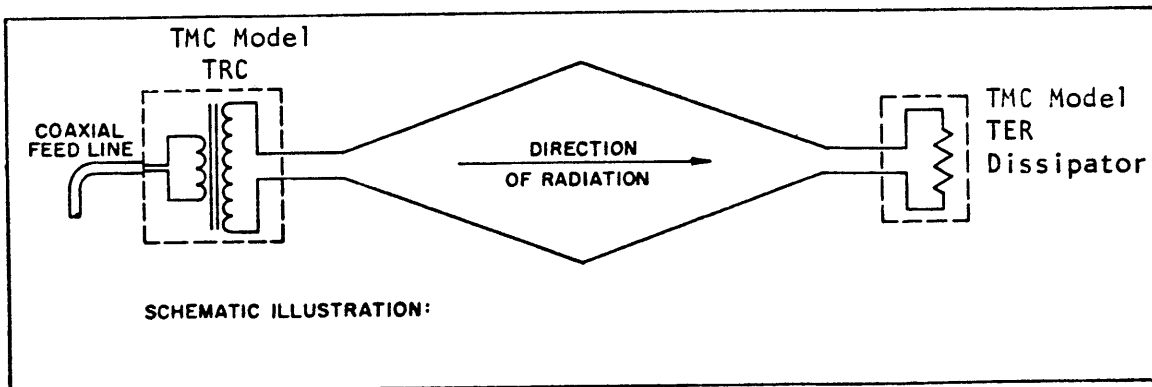 TMC Model
TRC
COAXIAL
FEED LINE
DIRECTION
OF RADIATION
TMC Model
TER
Dissipator
SCHEMATIC ILLUSTRATION: